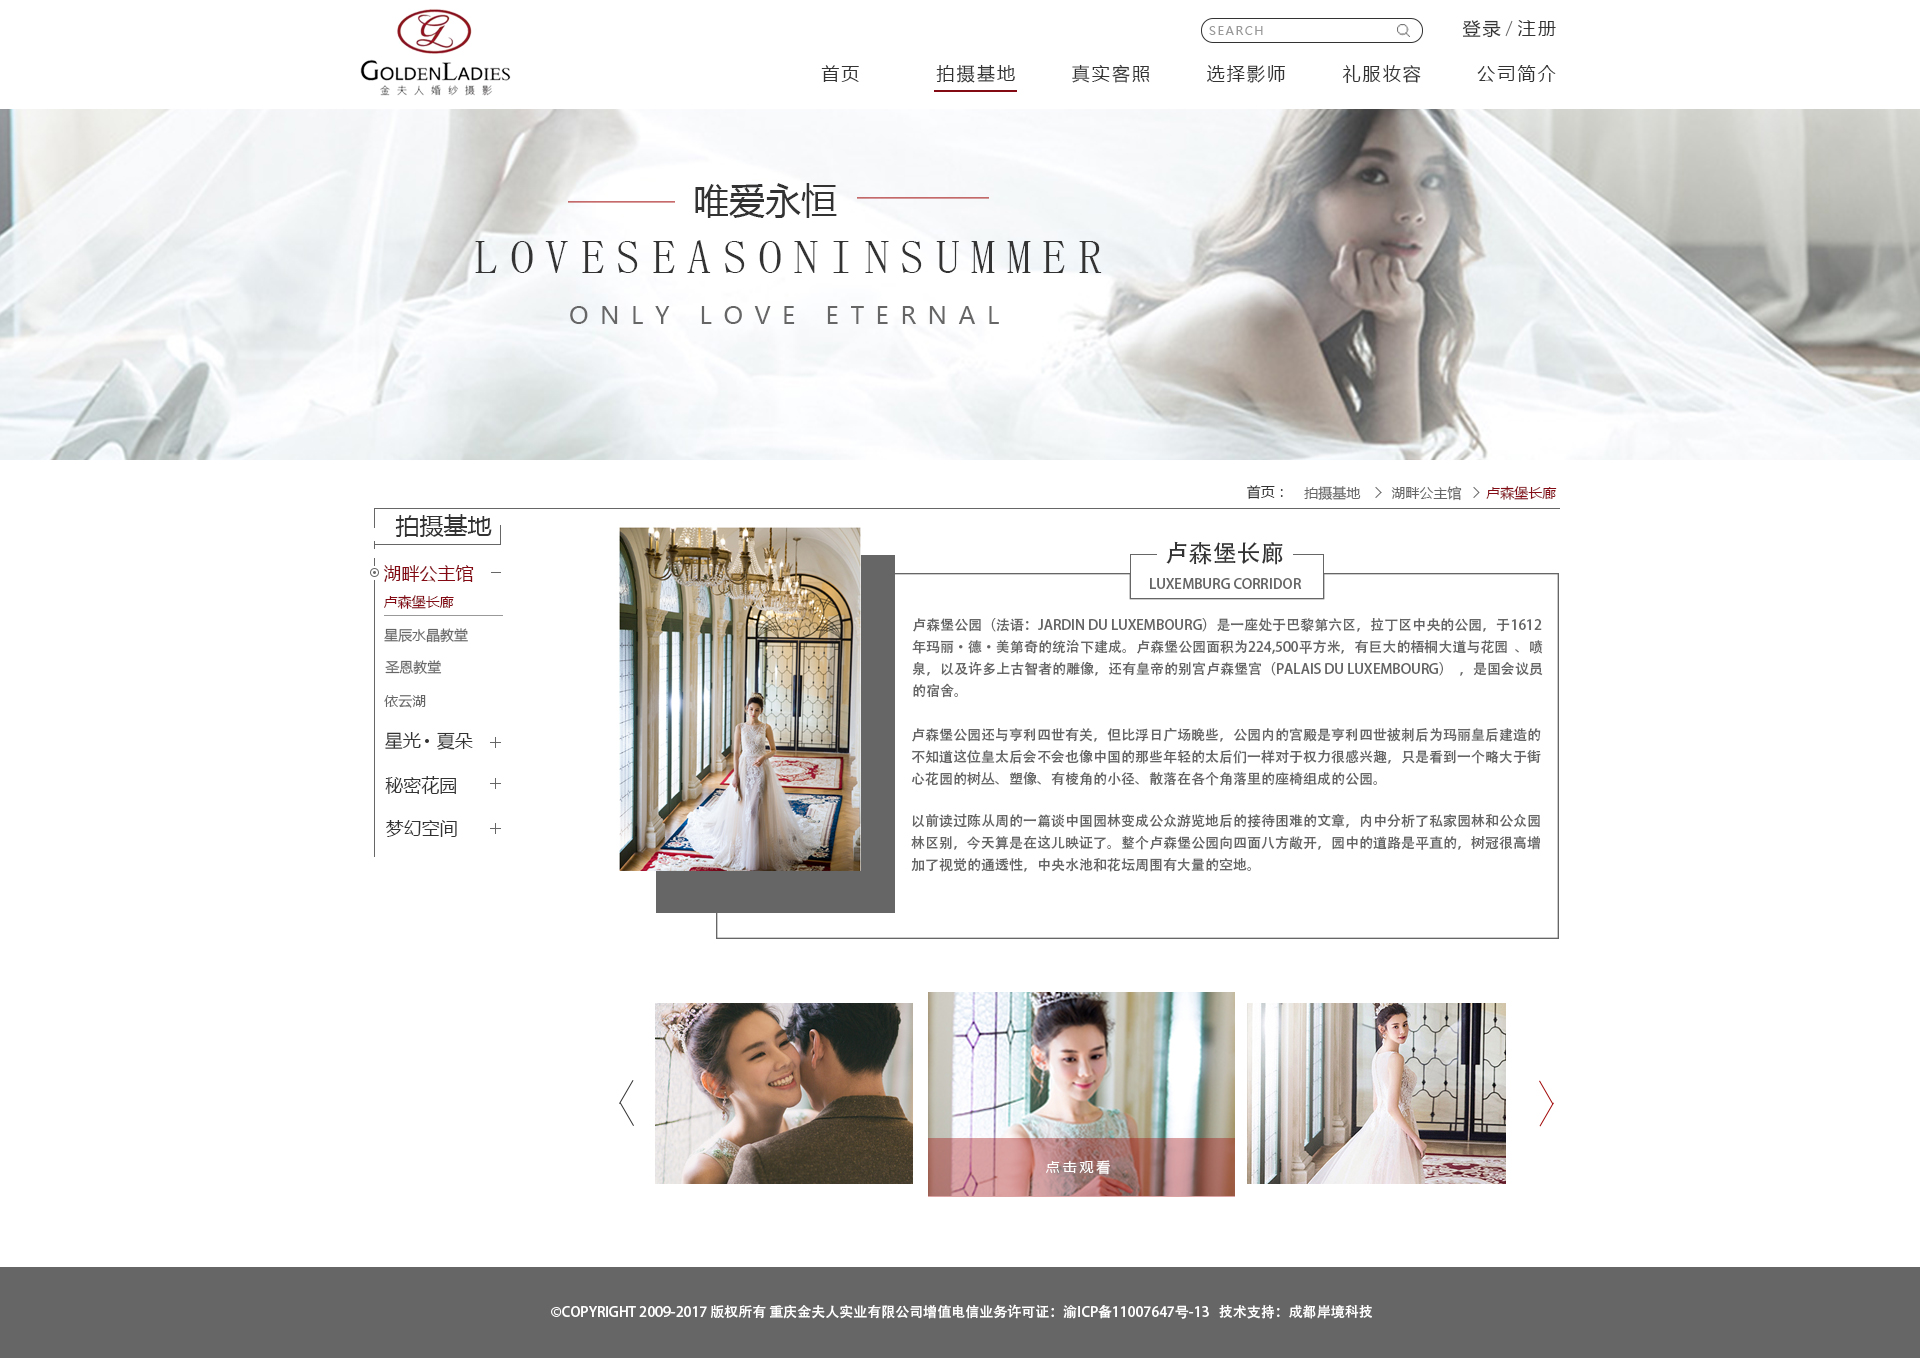 GOLDENLADIES
金夫人婚纱摄影
SEARCH
登录 / 注册
首页
拍摄基地
真实客照
选择影师
礼服妆容
公司简介
唯爱永恒
LOVESEASONINSUMMER
ONLY LOVE ETERNAL
首页： 拍摄基地 > 湖畔公主馆 > 卢森堡长廊
拍摄基地
湖畔公主馆
卢森堡长廊
星辰水晶教堂
圣恩教堂
依云湖
星光·夏朵
秘密花园
梦幻空间
卢森堡长廊
LUXEMBURG CORRIDOR
卢森堡公园（法语：JARDIN DU LUXEMBOURG）是一座处于巴黎第六区，拉丁区中央的公园，于1612
年玛丽·德·美第奇的统治下建成。卢森堡公园面积为224,500平方米，有巨大的梧桐大道与花园 、喷
泉，以及许多上古智者的雕像，还有皇帝的别宫卢森堡宫（PALAIS DU LUXEMBOURG） ，是国会议员
的宿舍。
卢森堡公园还与亨利四世有关，但比浮日广场晚些，公园内的宫殿是亨利四世被刺后为玛丽皇后建造的
不知道这位皇太后会不会也像中国的那些年轻的太后们一样对于权力很感兴趣，只是看到一个略大于街
心花园的树丛、塑像、有棱角的小径、散落在各个角落里的座椅组成的公园。
以前读过陈从周的一篇谈中国园林变成公众游览地后的接待困难的文章，内中分析了私家园林和公众园
林区别，今天算是在这儿映证了。整个卢森堡公园向四面八方敞开，园中的道路是平直的，树冠很高增
加了视觉的通透性，中央水池和花坛周围有大量的空地。
点击观看
©COPYRIGHT 2009-2017 版权所有 重庆金夫人实业有限公司增值电信业务许可证：渝ICP备11007647号-13 技术支持：成都岸境科技